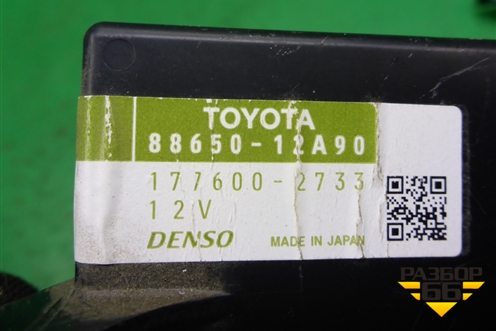 TOYOTA
88650-12A90
177600-2733
12V
DENSO MADE IN JAPAN
РАЗБОР
66